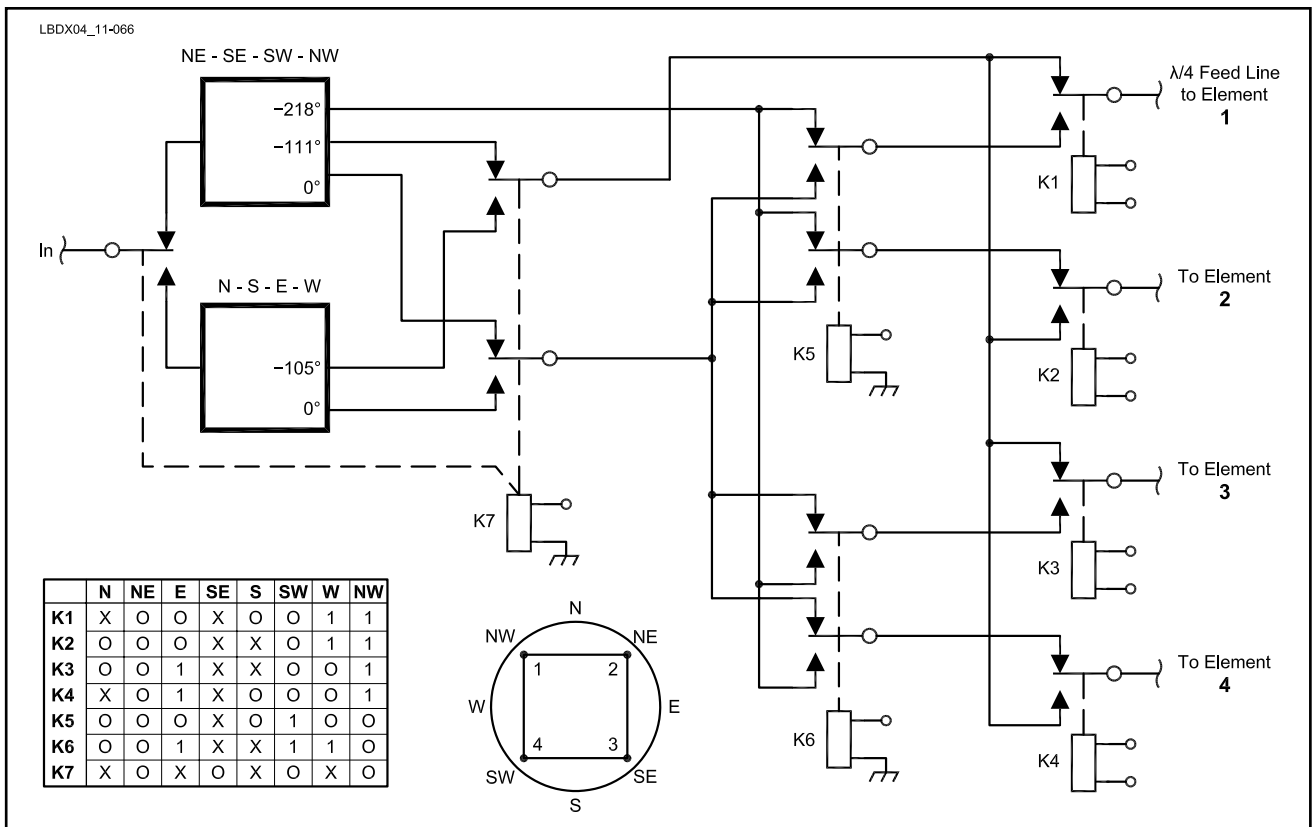 LBDX04_11-066
NE - SE - SW - NW
−218°
−111°
0°
In
N - S - E - W
−105°
0°
K7
K5
K6
λ/4 Feed Line
to Element
1
K1
To Element
2
K2
To Element
3
K3
To Element
4
K4
N NE E SE S SW W NW
K1 X O O X O O 1 1
K2 O O O X X O 1 1
K3 O O 1 X X O O 1
K4 X O 1 X O O O 1
K5 O O O X O 1 O O
K6 O O 1 X X 1 1 O
K7 X O X O X O X O
N
NW NE
1 2
W E
4 3
SW SE
S